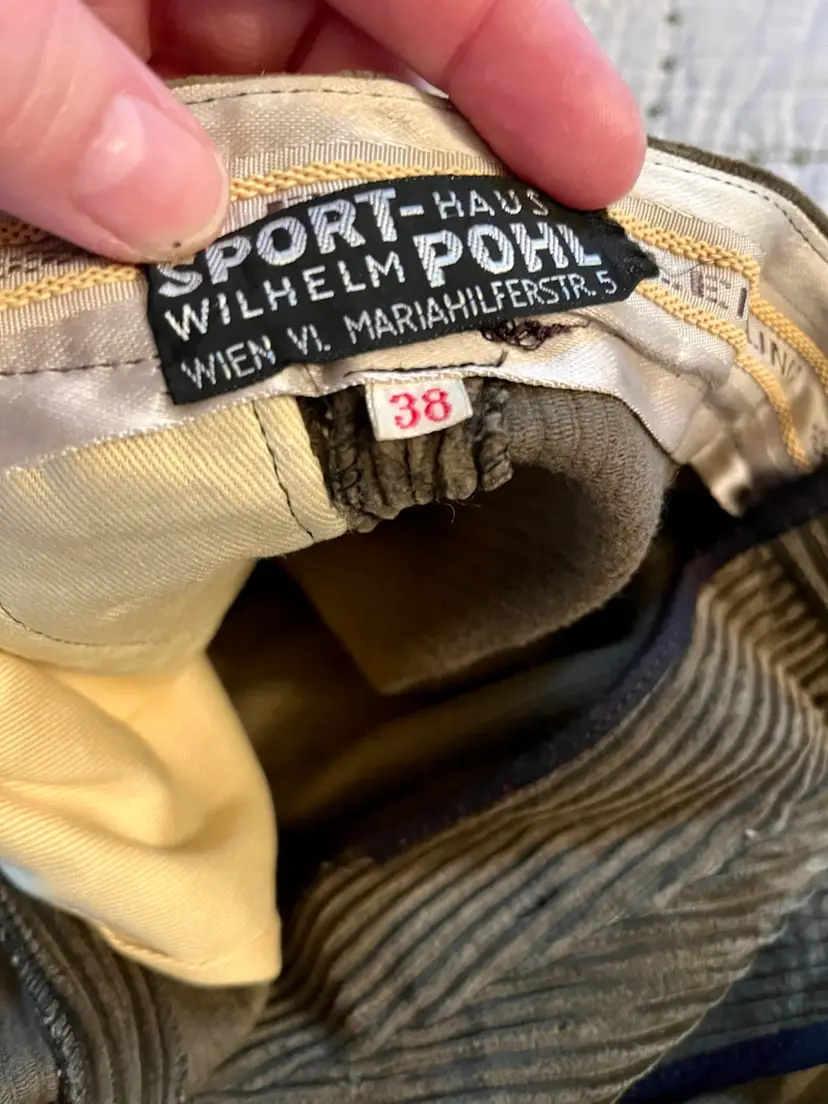 SPORT-HAUS
WILHELM POHL
WIEN VI. MARIAHILFERSTR. 5
38